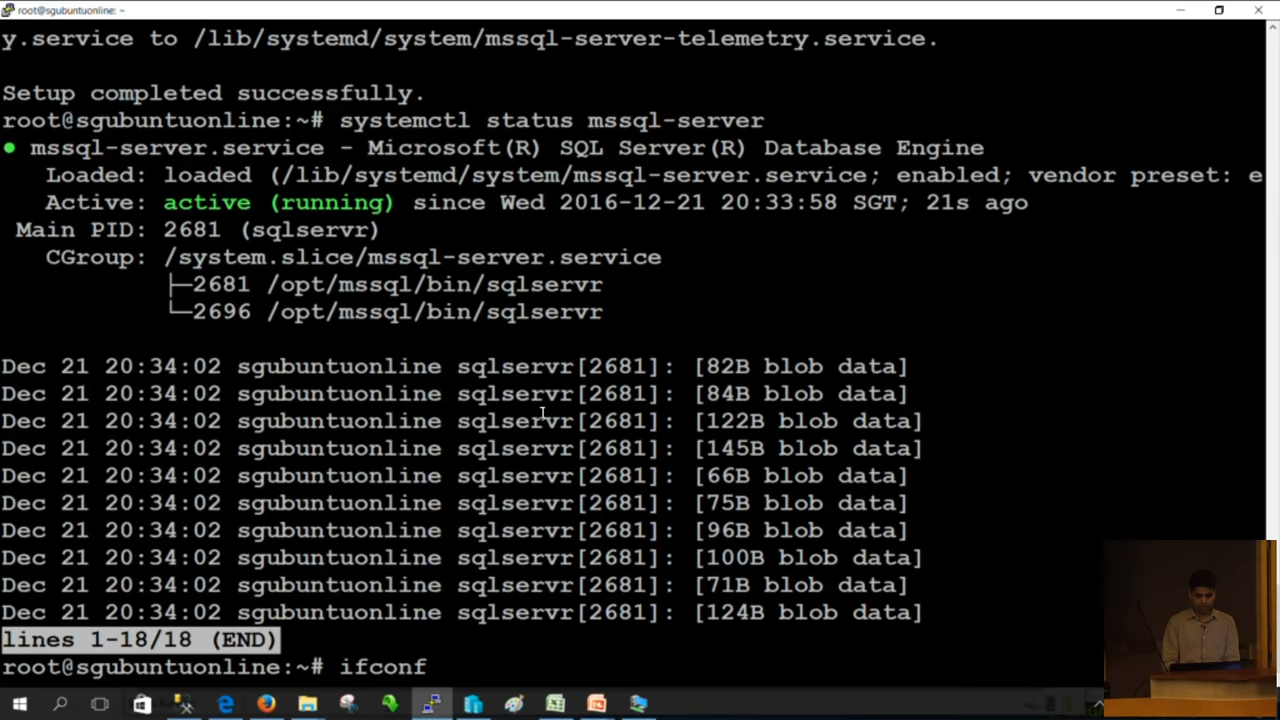 root@sgubuntuonline: ~
y.service to /lib/systemd/system/mssql-server-telemetry.service.
Setup completed successfully.
root@sgubuntuonline:~# systemctl status mssql-server
● mssql-server.service - Microsoft(R) SQL Server(R) Database Engine
Loaded: loaded (/lib/systemd/system/mssql-server.service; enabled; vendor preset: e
Active: active (running) since Wed 2016-12-21 20:33:58 SGT; 21s ago
Main PID: 2681 (sqlservr)
CGroup: /system.slice/mssql-server.service
├─2681 /opt/mssql/bin/sqlservr
└─2696 /opt/mssql/bin/sqlservr
Dec 21 20:34:02 sgubuntuonline sqlservr[2681]: [82B blob data]
Dec 21 20:34:02 sgubuntuonline sqlservr[2681]: [84B blob data]
Dec 21 20:34:02 sgubuntuonline sqlservr[2681]: [122B blob data]
Dec 21 20:34:02 sgubuntuonline sqlservr[2681]: [145B blob data]
Dec 21 20:34:02 sgubuntuonline sqlservr[2681]: [66B blob data]
Dec 21 20:34:02 sgubuntuonline sqlservr[2681]: [75B blob data]
Dec 21 20:34:02 sgubuntuonline sqlservr[2681]: [96B blob data]
Dec 21 20:34:02 sgubuntuonline sqlservr[2681]: [100B blob data]
Dec 21 20:34:02 sgubuntuonline sqlservr[2681]: [71B blob data]
Dec 21 20:34:02 sgubuntuonline sqlservr[2681]: [124B blob data]
lines 1-18/18 (END)
root@sgubuntuonline:~# ifconf